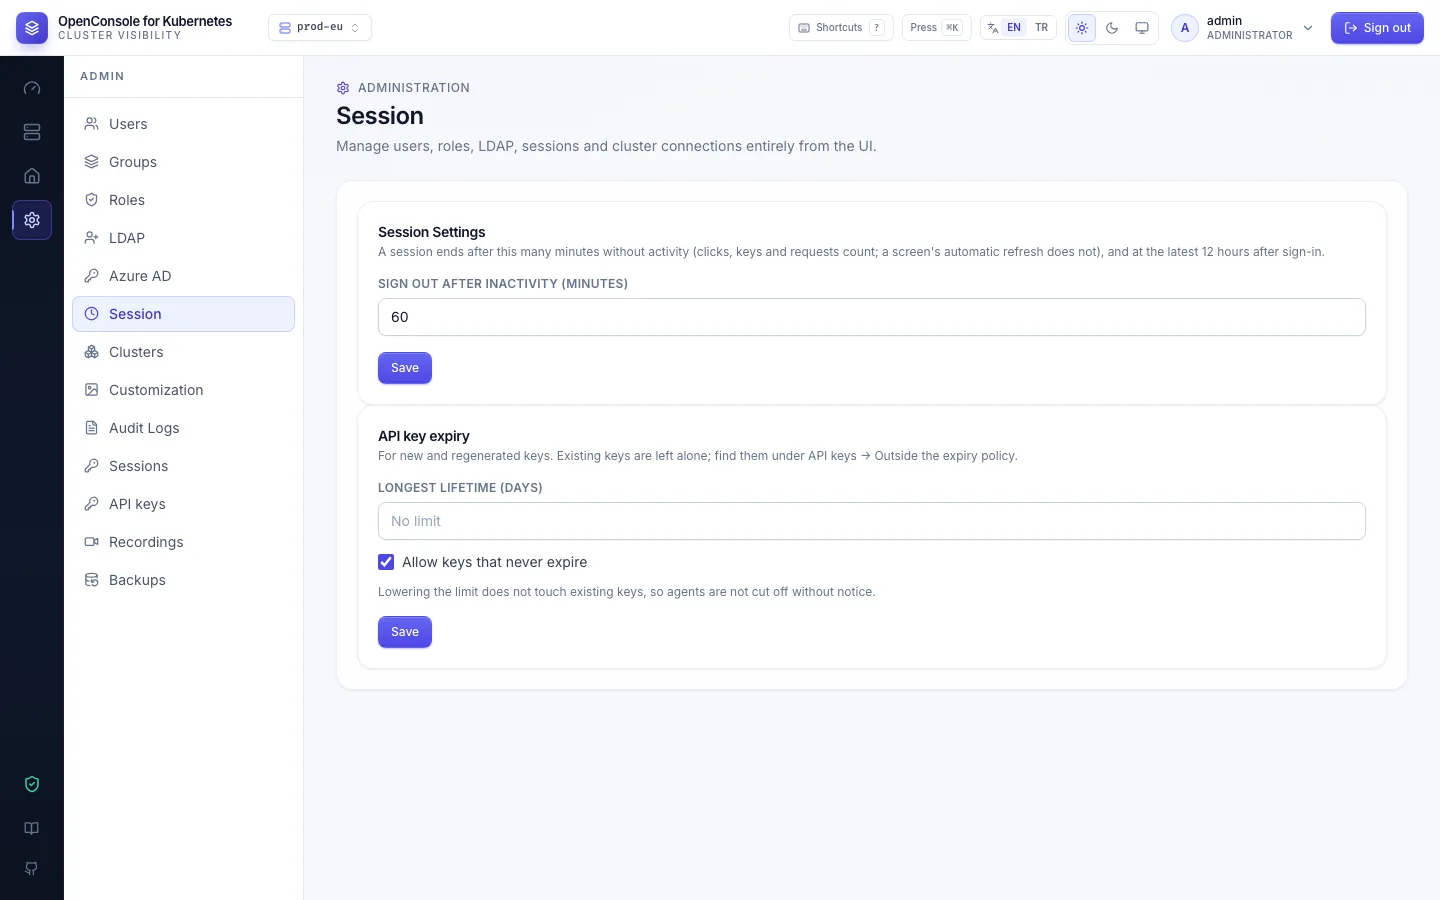 OpenConsole for Kubernetes
CLUSTER VISIBILITY
prod-eu
Shortcuts ?
Press ⌘K
EN TR
A
admin
ADMINISTRATOR
Sign out
ADMIN
Users
Groups
Roles
LDAP
Azure AD
Session
Clusters
Customization
Audit Logs
Sessions
API keys
Recordings
Backups
ADMINISTRATION
Session
Manage users, roles, LDAP, sessions and cluster connections entirely from the UI.
Session Settings
A session ends after this many minutes without activity (clicks, keys and requests count; a screen's automatic refresh does not), and at the latest 12 hours after sign-in.
SIGN OUT AFTER INACTIVITY (MINUTES)
60
Save
API key expiry
For new and regenerated keys. Existing keys are left alone; find them under API keys → Outside the expiry policy.
LONGEST LIFETIME (DAYS)
No limit
Allow keys that never expire
Lowering the limit does not touch existing keys, so agents are not cut off without notice.
Save